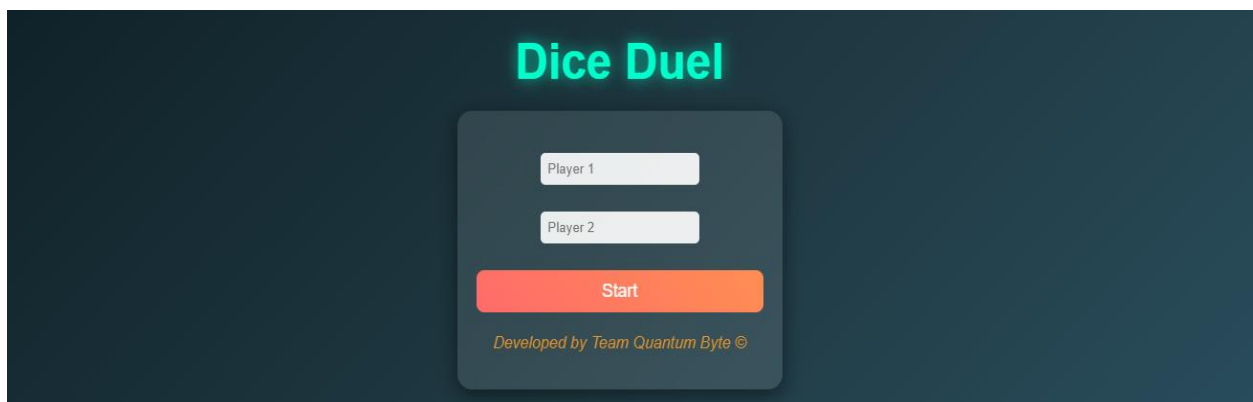 Dice Duel
Player 1
Player 2
Start
Developed by Team Quantum Byte ©